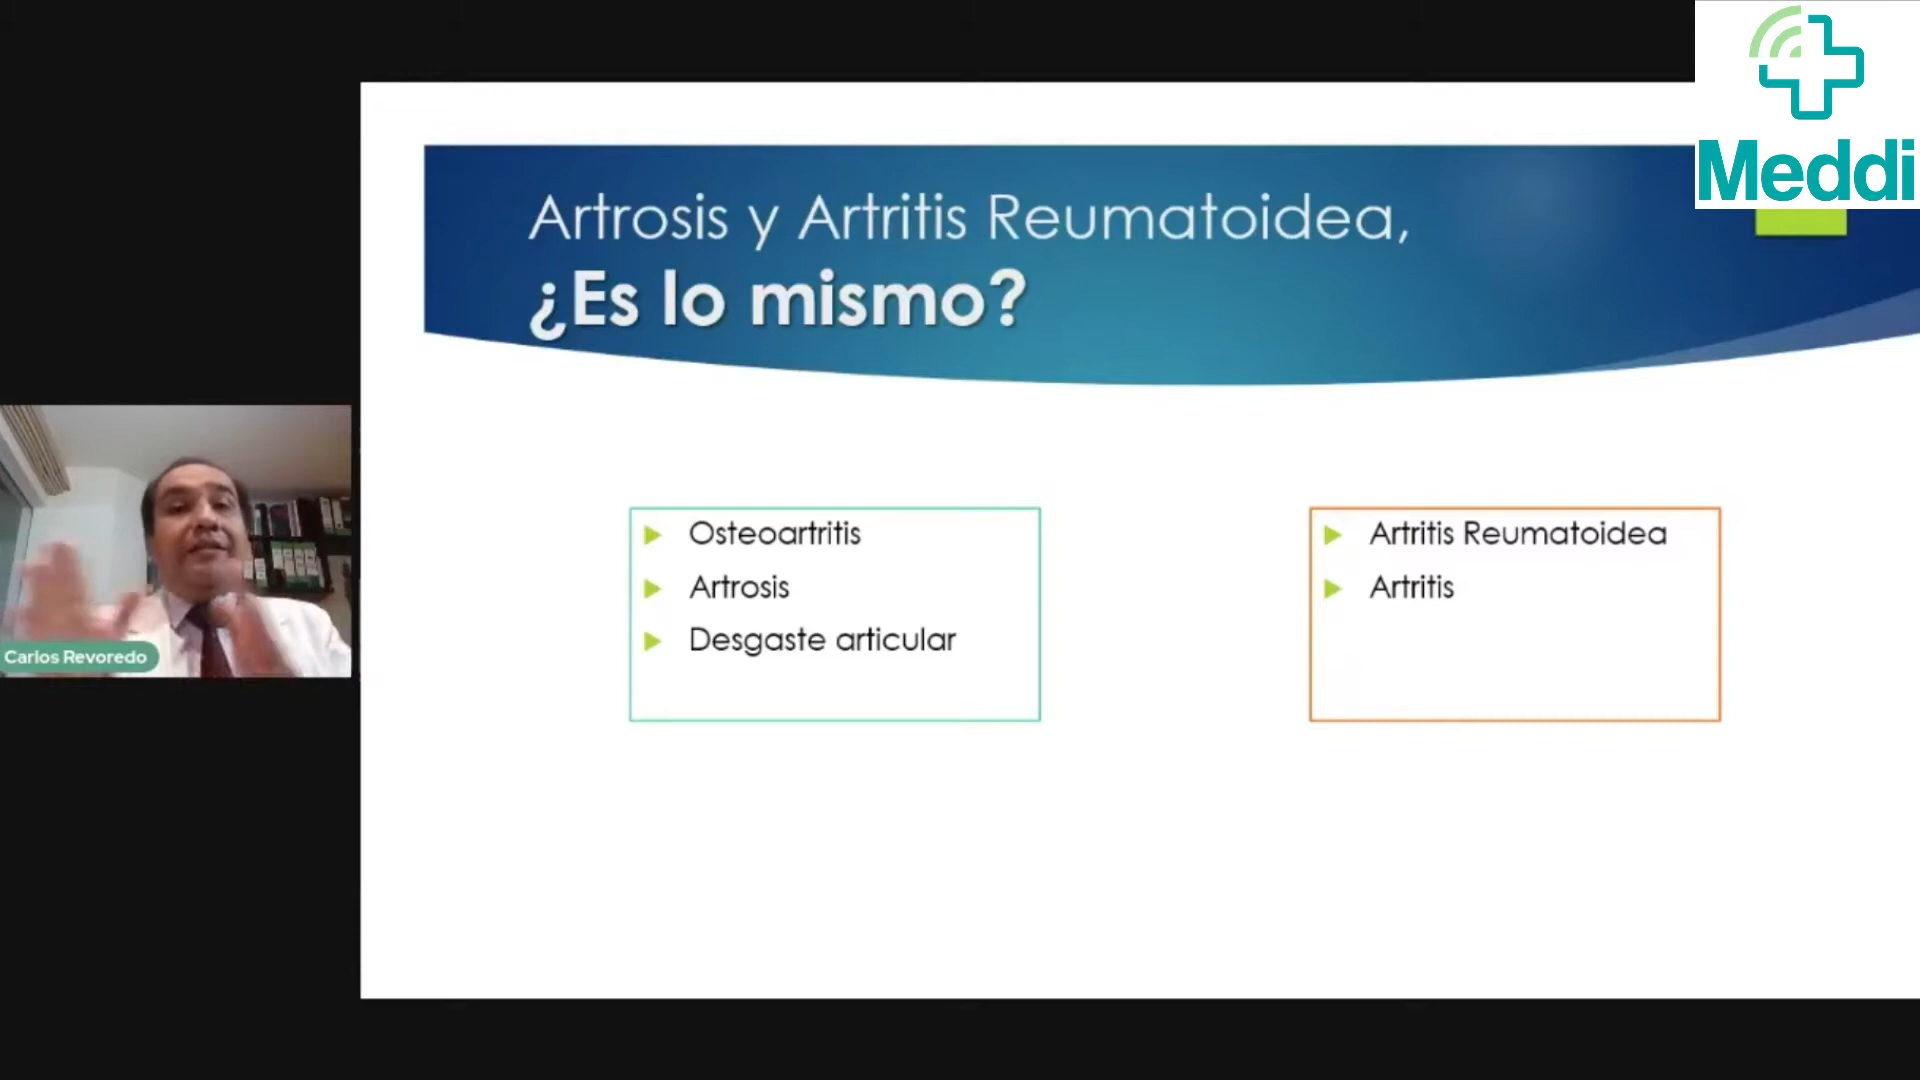 Meddi
Artrosis y Artritis Reumatoidea,
¿Es lo mismo?
Osteoartritis
Artrosis
Desgaste articular
Artritis Reumatoidea
Artritis
Carlos Revoredo